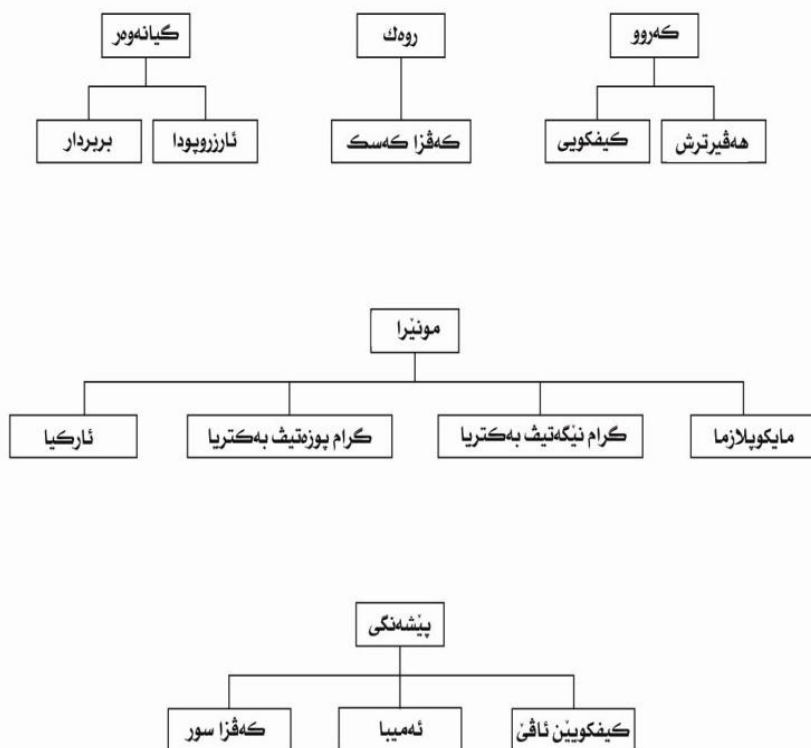 کەروو
روەك
گیانەوەر
هەڤیرترش
کیفکویی
کەڤزا کەسک
ئارزروپودا
بربردار
مونێرا
مایکوپلازما
گرام نێگەتیڤ بەکتریا
گرام پوزەتیڤ بەکتریا
ئارکیا
پێشەنگی
کیفکوێین ئاڤێ
ئەمیبا
کەڤزا سور